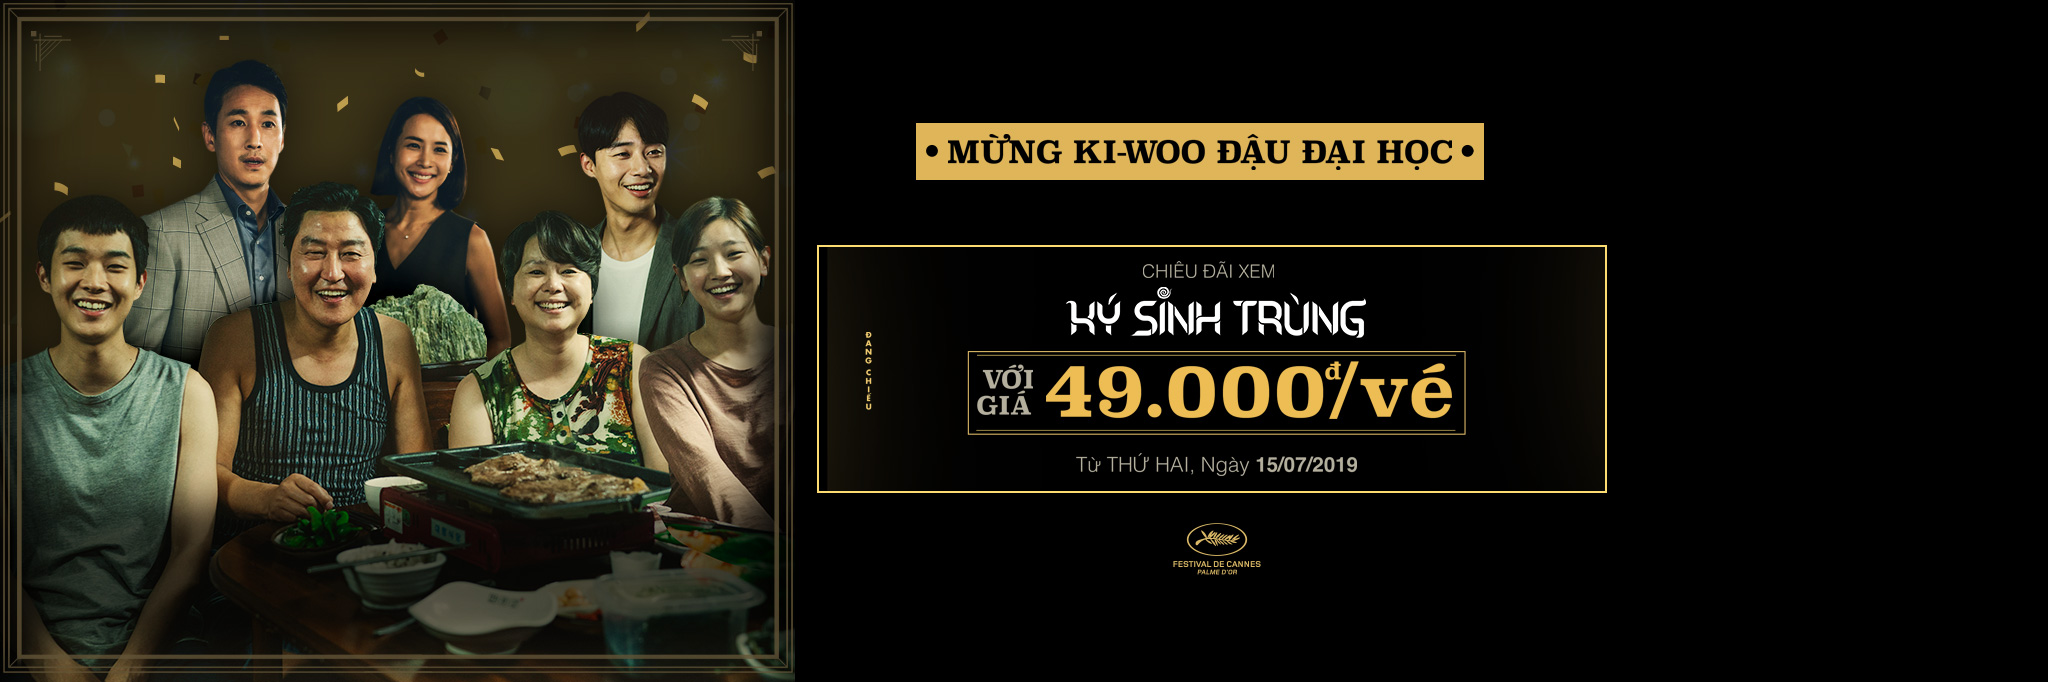 • MỪNG KI-WOO ĐẬU ĐẠI HỌC •
CHIÊU ĐÃI XEM
KÝ SINH TRÙNG
ĐANG CHIẾU
VỚI GIÁ 49.000đ/vé
Từ THỨ HAI, Ngày 15/07/2019
FESTIVAL DE CANNES
PALME D'OR